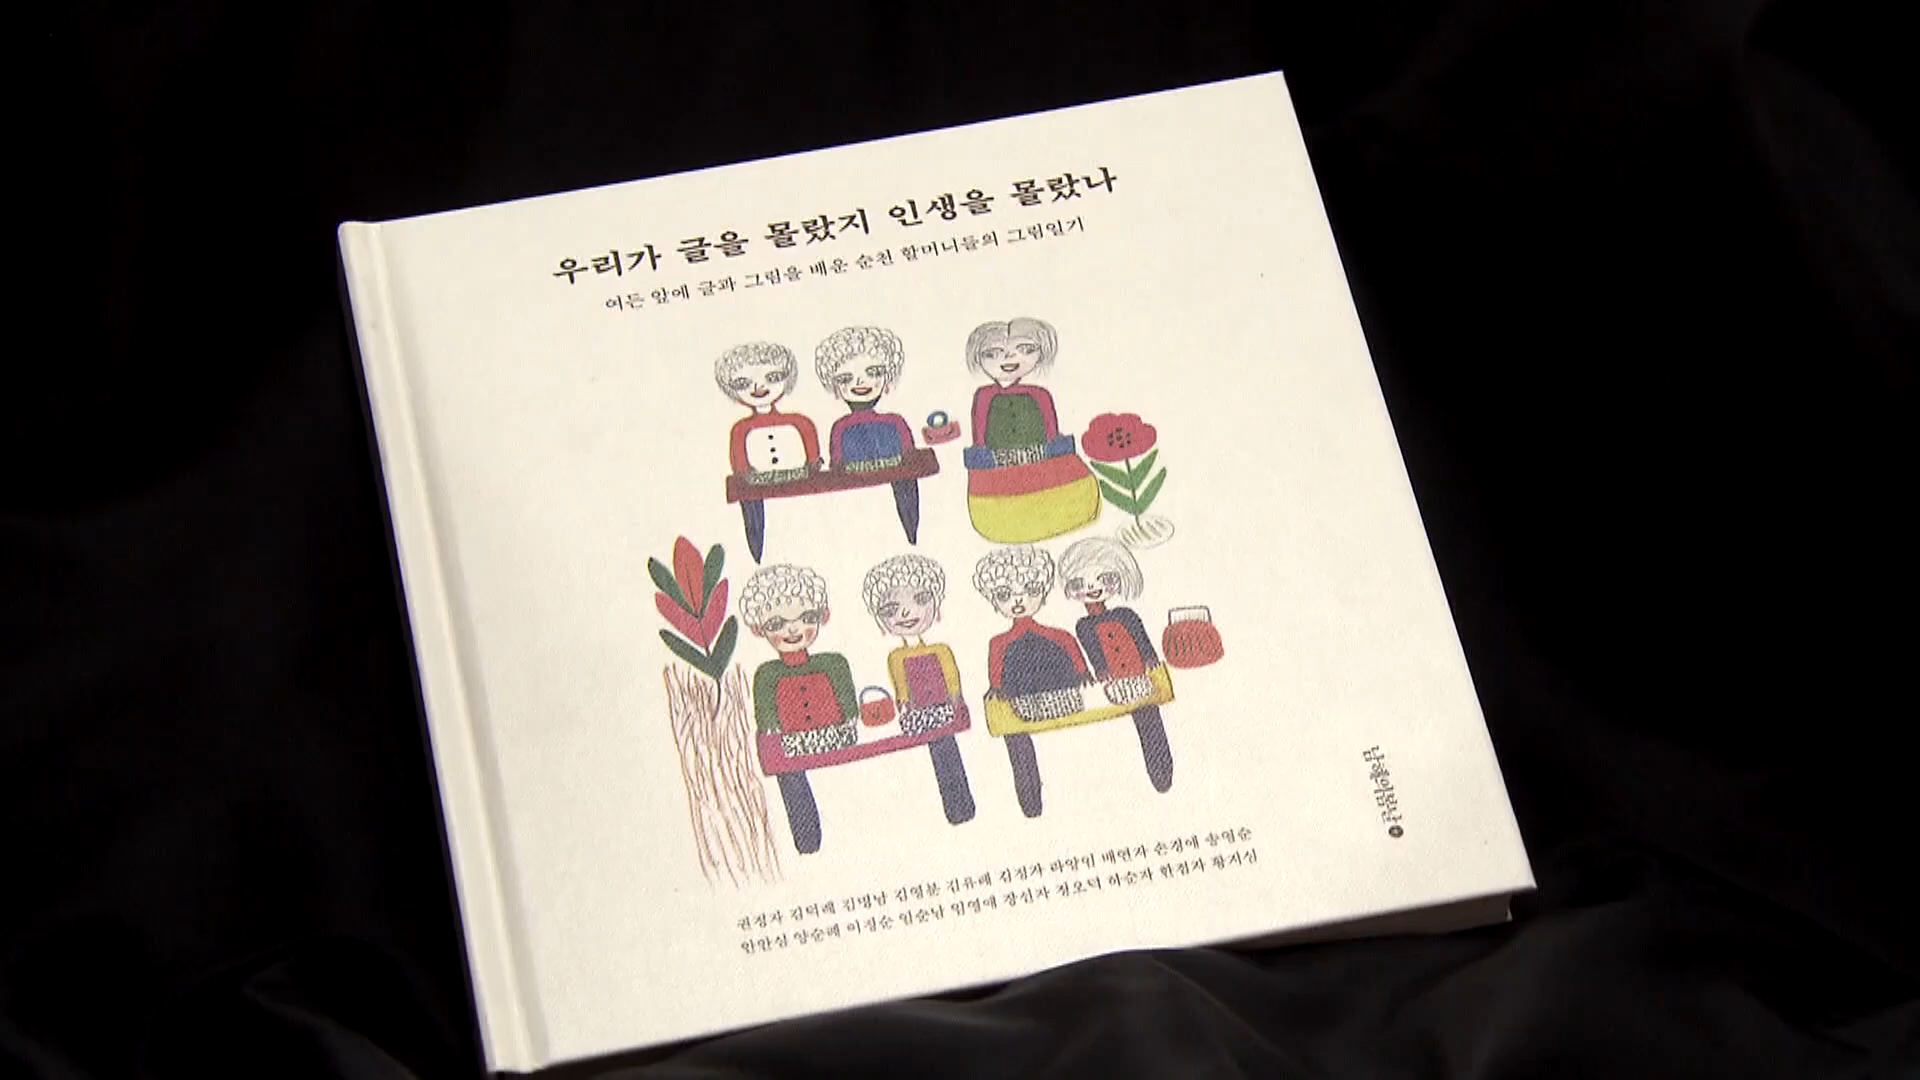 우리가 글을 몰랐지 인생을 몰랐나
여든 앞에 글과 그림을 배운 순천 할머니들의 그림일기
권정자 김덕례 김명남 김영분 김유례 김정자 라양임 배연자 손경애 송영순
안안심 양순례 이정순 임순남 임영애 장선자 정오덕 하순자 한점자 황지심
남해의봄날